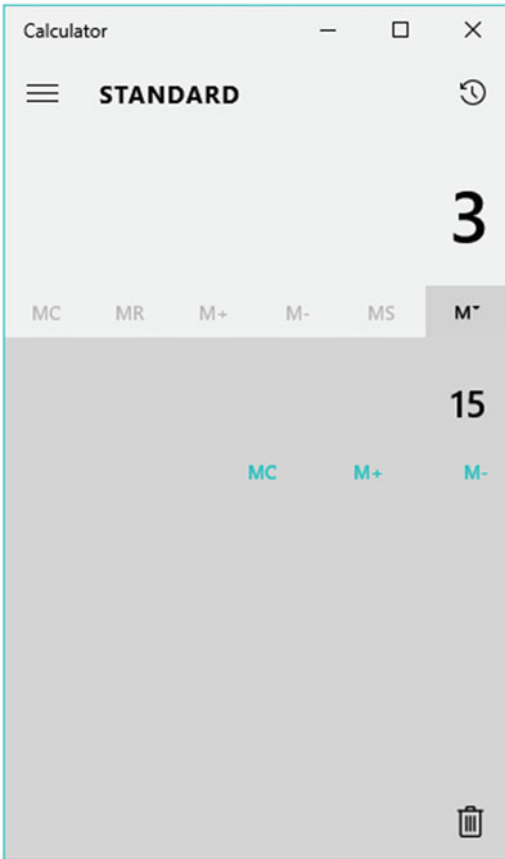 Calculator
STANDARD
3
MC MR M+ M- MS M
15
MC M+ M-